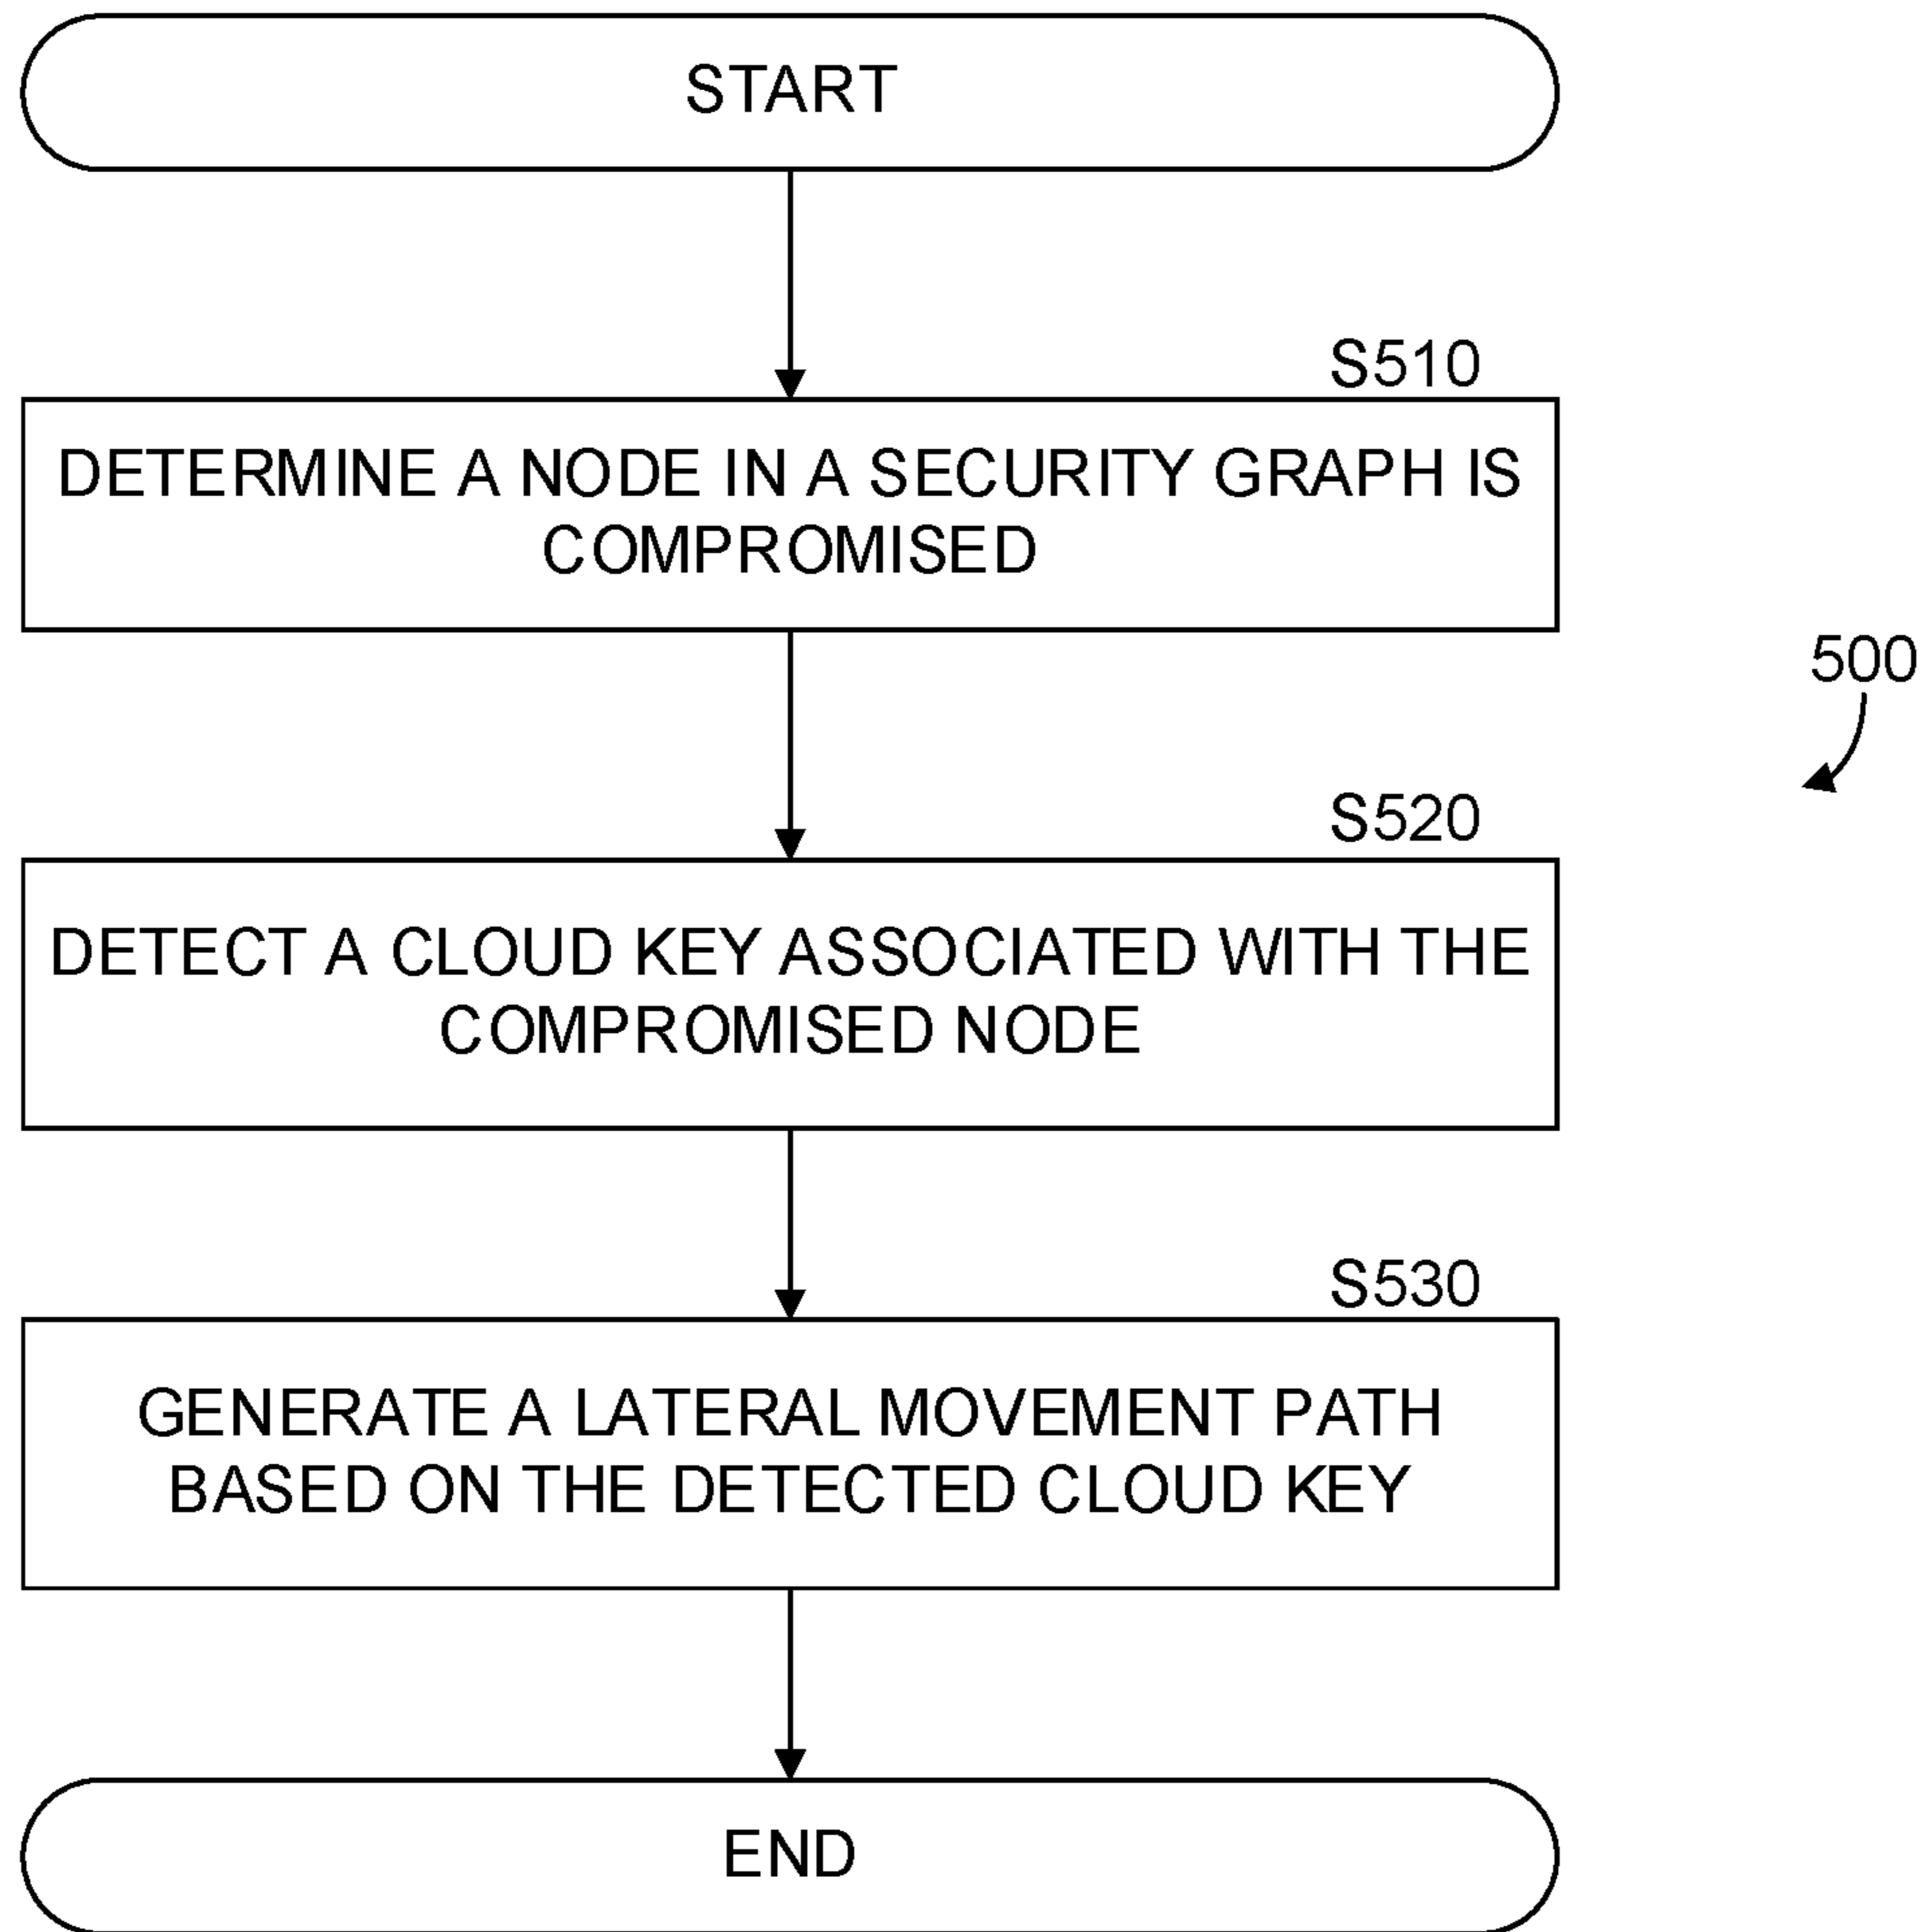 START
S510
DETERMINE A NODE IN A SECURITY GRAPH IS
COMPROMISED
500
S520
DETECT A CLOUD KEY ASSOCIATED WITH THE
COMPROMISED NODE
S530
GENERATE A LATERAL MOVEMENT PATH
BASED ON THE DETECTED CLOUD KEY
END